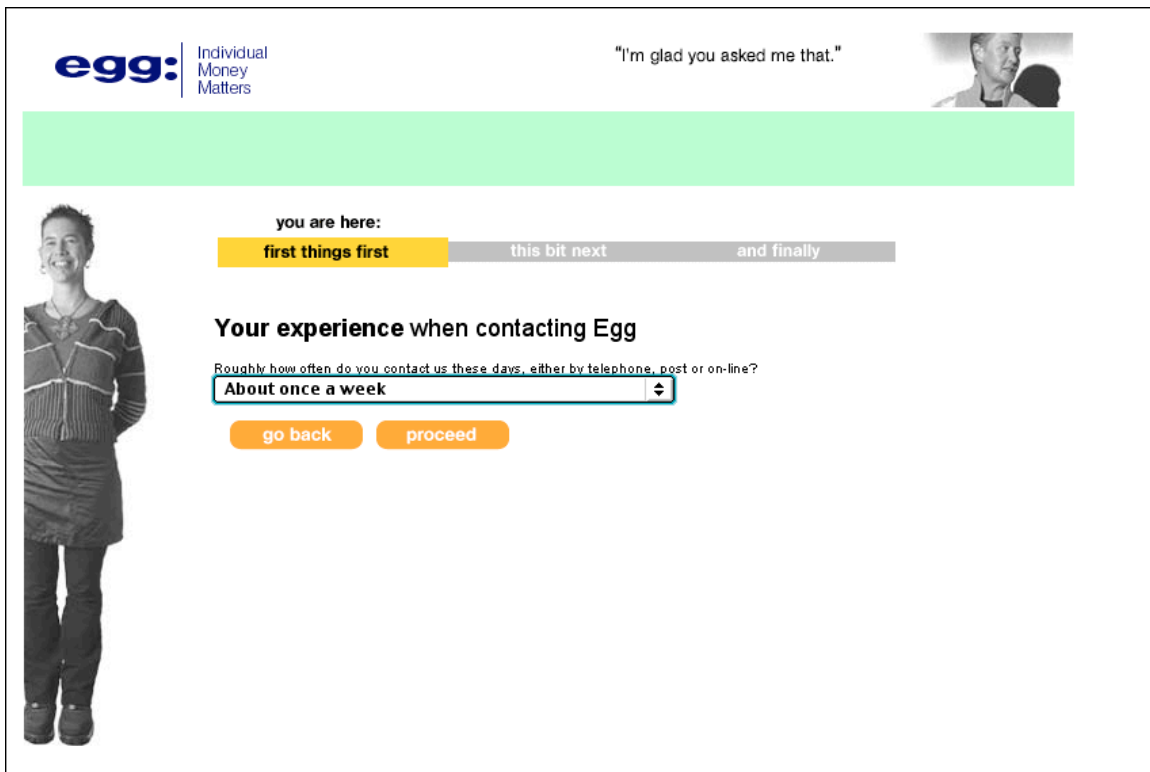 egg:
Individual
Money
Matters
"I'm glad you asked me that."
you are here:
first things first
this bit next
and finally
Your experience when contacting Egg
Roughly how often do you contact us these days, either by telephone, post or on-line?
About once a week
go back
proceed